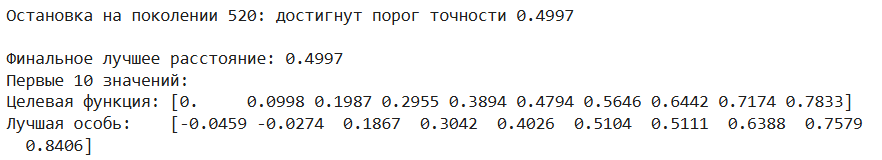 Остановка на поколении 520: достигнут порог точности 0.4997

Финальное лучшее расстояние: 0.4997
Первые 10 значений:
Целевая функция: [0.     0.0998 0.1987 0.2955 0.3894 0.4794 0.5646 0.6442 0.7174 0.7833]
Лучшая особь:    [-0.0459 -0.0274  0.1867  0.3042  0.4026  0.5104  0.5111  0.6388  0.7579
  0.8406]